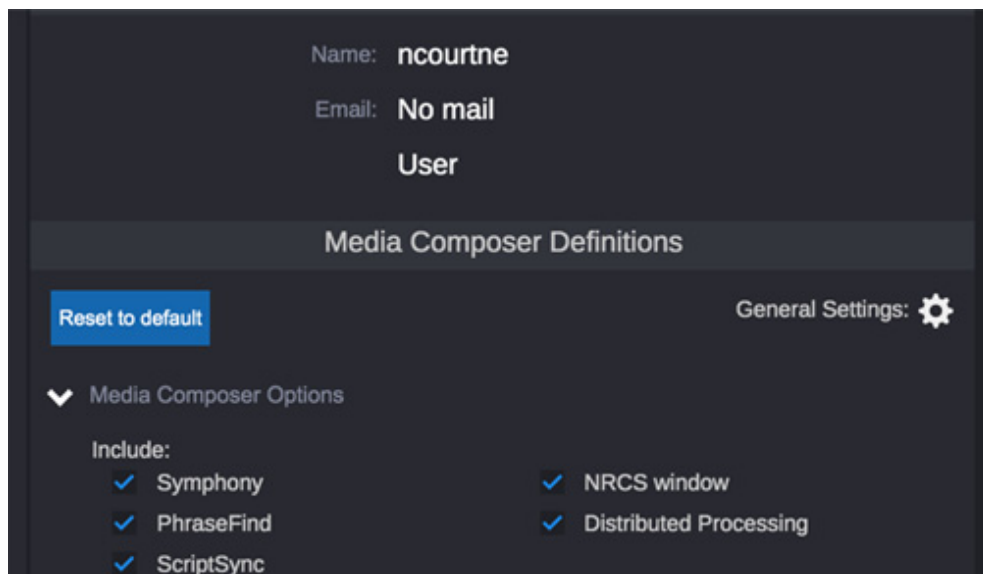 Name: ncourtne
Email: No mail
User
Media Composer Definitions
Reset to default
General Settings:
Media Composer Options
Include:
Symphony
NRCS window
PhraseFind
Distributed Processing
ScriptSync